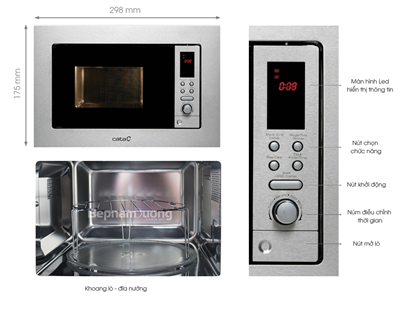 298 mm
175 mm
cata
Bepnamduong
Khoang lò - đĩa nướng
0:08
Màn hình Led
hiển thị thông tin
Nút chọn
chức năng
Nút khởi động
Núm điều chỉnh
thời gian
Nút mở lò